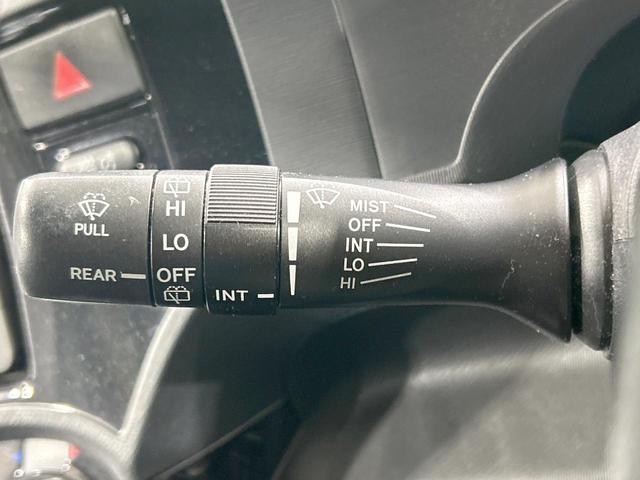 PULL
REAR
HI
LO
OFF
INT
MIST
OFF
INT
LO
HI